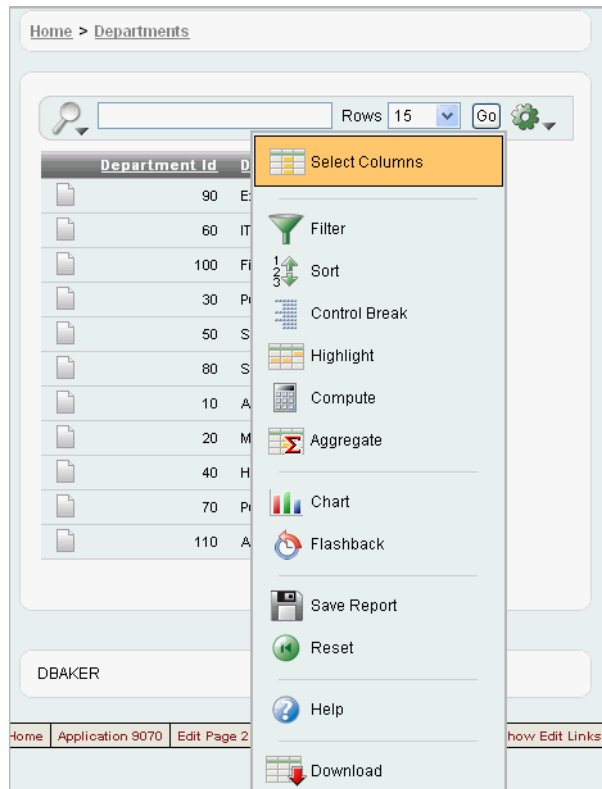 Home > Departments
Rows 15 Go
Department Id D
Select Columns
90 E
60 IT
Filter
100 Fi
Sort
30 P
Control Break
50 S
Highlight
80 S
10 A
Compute
20 M
Aggregate
40 H
70 P
Chart
110 A
Flashback
Save Report
Reset
DBAKER
Help
Home Application 9070 Edit Page 2 how Edit Links
Download